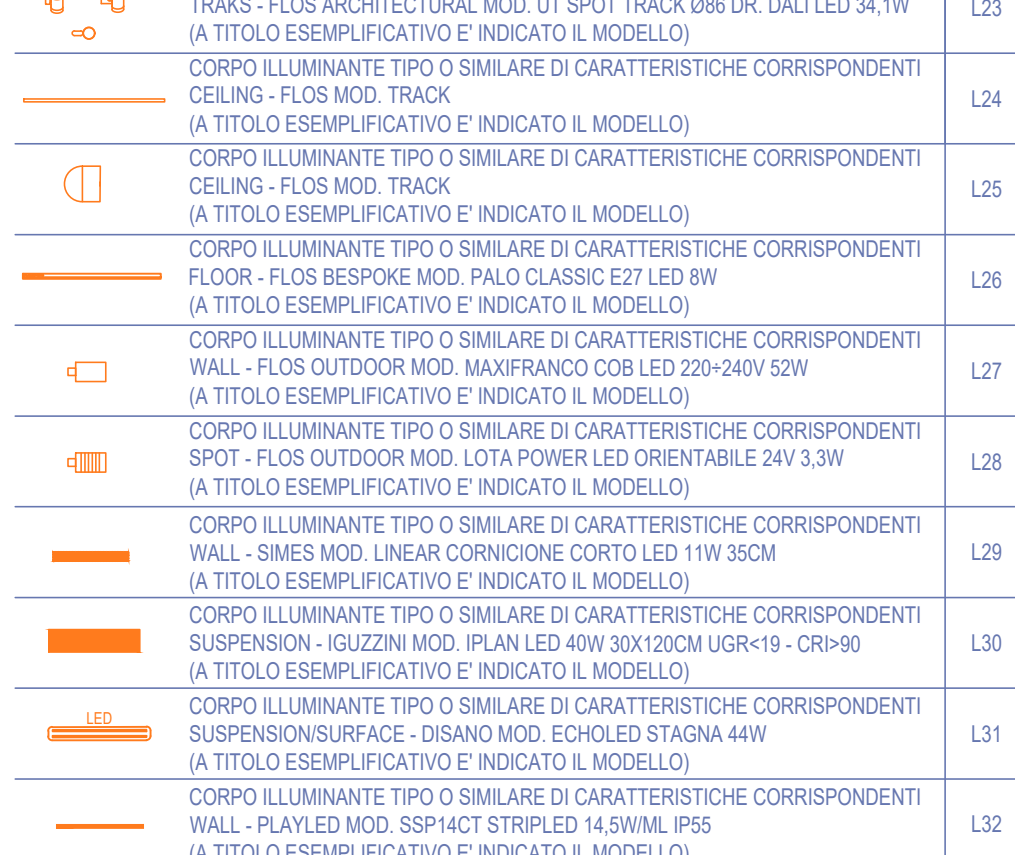 TRAKS - FLOS ARCHITECTURAL MOD. UT SPOT TRACK Ø86 DR. DALI LED 34,1W
L23
(A TITOLO ESEMPLIFICATIVO E' INDICATO IL MODELLO)
CORPO ILLUMINANTE TIPO O SIMILARE DI CARATTERISTICHE CORRISPONDENTI
CEILING - FLOS MOD. TRACK
L24
(A TITOLO ESEMPLIFICATIVO E' INDICATO IL MODELLO)
CORPO ILLUMINANTE TIPO O SIMILARE DI CARATTERISTICHE CORRISPONDENTI
CEILING - FLOS MOD. TRACK
L25
(A TITOLO ESEMPLIFICATIVO E' INDICATO IL MODELLO)
CORPO ILLUMINANTE TIPO O SIMILARE DI CARATTERISTICHE CORRISPONDENTI
FLOOR - FLOS BESPOKE MOD. PALO CLASSIC E27 LED 8W
L26
(A TITOLO ESEMPLIFICATIVO E' INDICATO IL MODELLO)
CORPO ILLUMINANTE TIPO O SIMILARE DI CARATTERISTICHE CORRISPONDENTI
WALL - FLOS OUTDOOR MOD. MAXIFRANCO COB LED 220÷240V 52W
L27
(A TITOLO ESEMPLIFICATIVO E' INDICATO IL MODELLO)
CORPO ILLUMINANTE TIPO O SIMILARE DI CARATTERISTICHE CORRISPONDENTI
SPOT - FLOS OUTDOOR MOD. LOTA POWER LED ORIENTABILE 24V 3,3W
L28
(A TITOLO ESEMPLIFICATIVO E' INDICATO IL MODELLO)
CORPO ILLUMINANTE TIPO O SIMILARE DI CARATTERISTICHE CORRISPONDENTI
WALL - SIMES MOD. LINEAR CORNICIONE CORTO LED 11W 35CM
L29
(A TITOLO ESEMPLIFICATIVO E' INDICATO IL MODELLO)
CORPO ILLUMINANTE TIPO O SIMILARE DI CARATTERISTICHE CORRISPONDENTI
SUSPENSION - IGUZZINI MOD. IPLAN LED 40W 30X120CM UGR<19 - CRI>90
L30
(A TITOLO ESEMPLIFICATIVO E' INDICATO IL MODELLO)
CORPO ILLUMINANTE TIPO O SIMILARE DI CARATTERISTICHE CORRISPONDENTI
LED
SUSPENSION/SURFACE - DISANO MOD. ECHOLED STAGNA 44W
L31
(A TITOLO ESEMPLIFICATIVO E' INDICATO IL MODELLO)
CORPO ILLUMINANTE TIPO O SIMILARE DI CARATTERISTICHE CORRISPONDENTI
WALL - PLAYLED MOD. SSP14CT STRIPLED 14,5W/ML IP55
L32
(A TITOLO ESEMPLIFICATIVO E' INDICATO IL MODELLO)